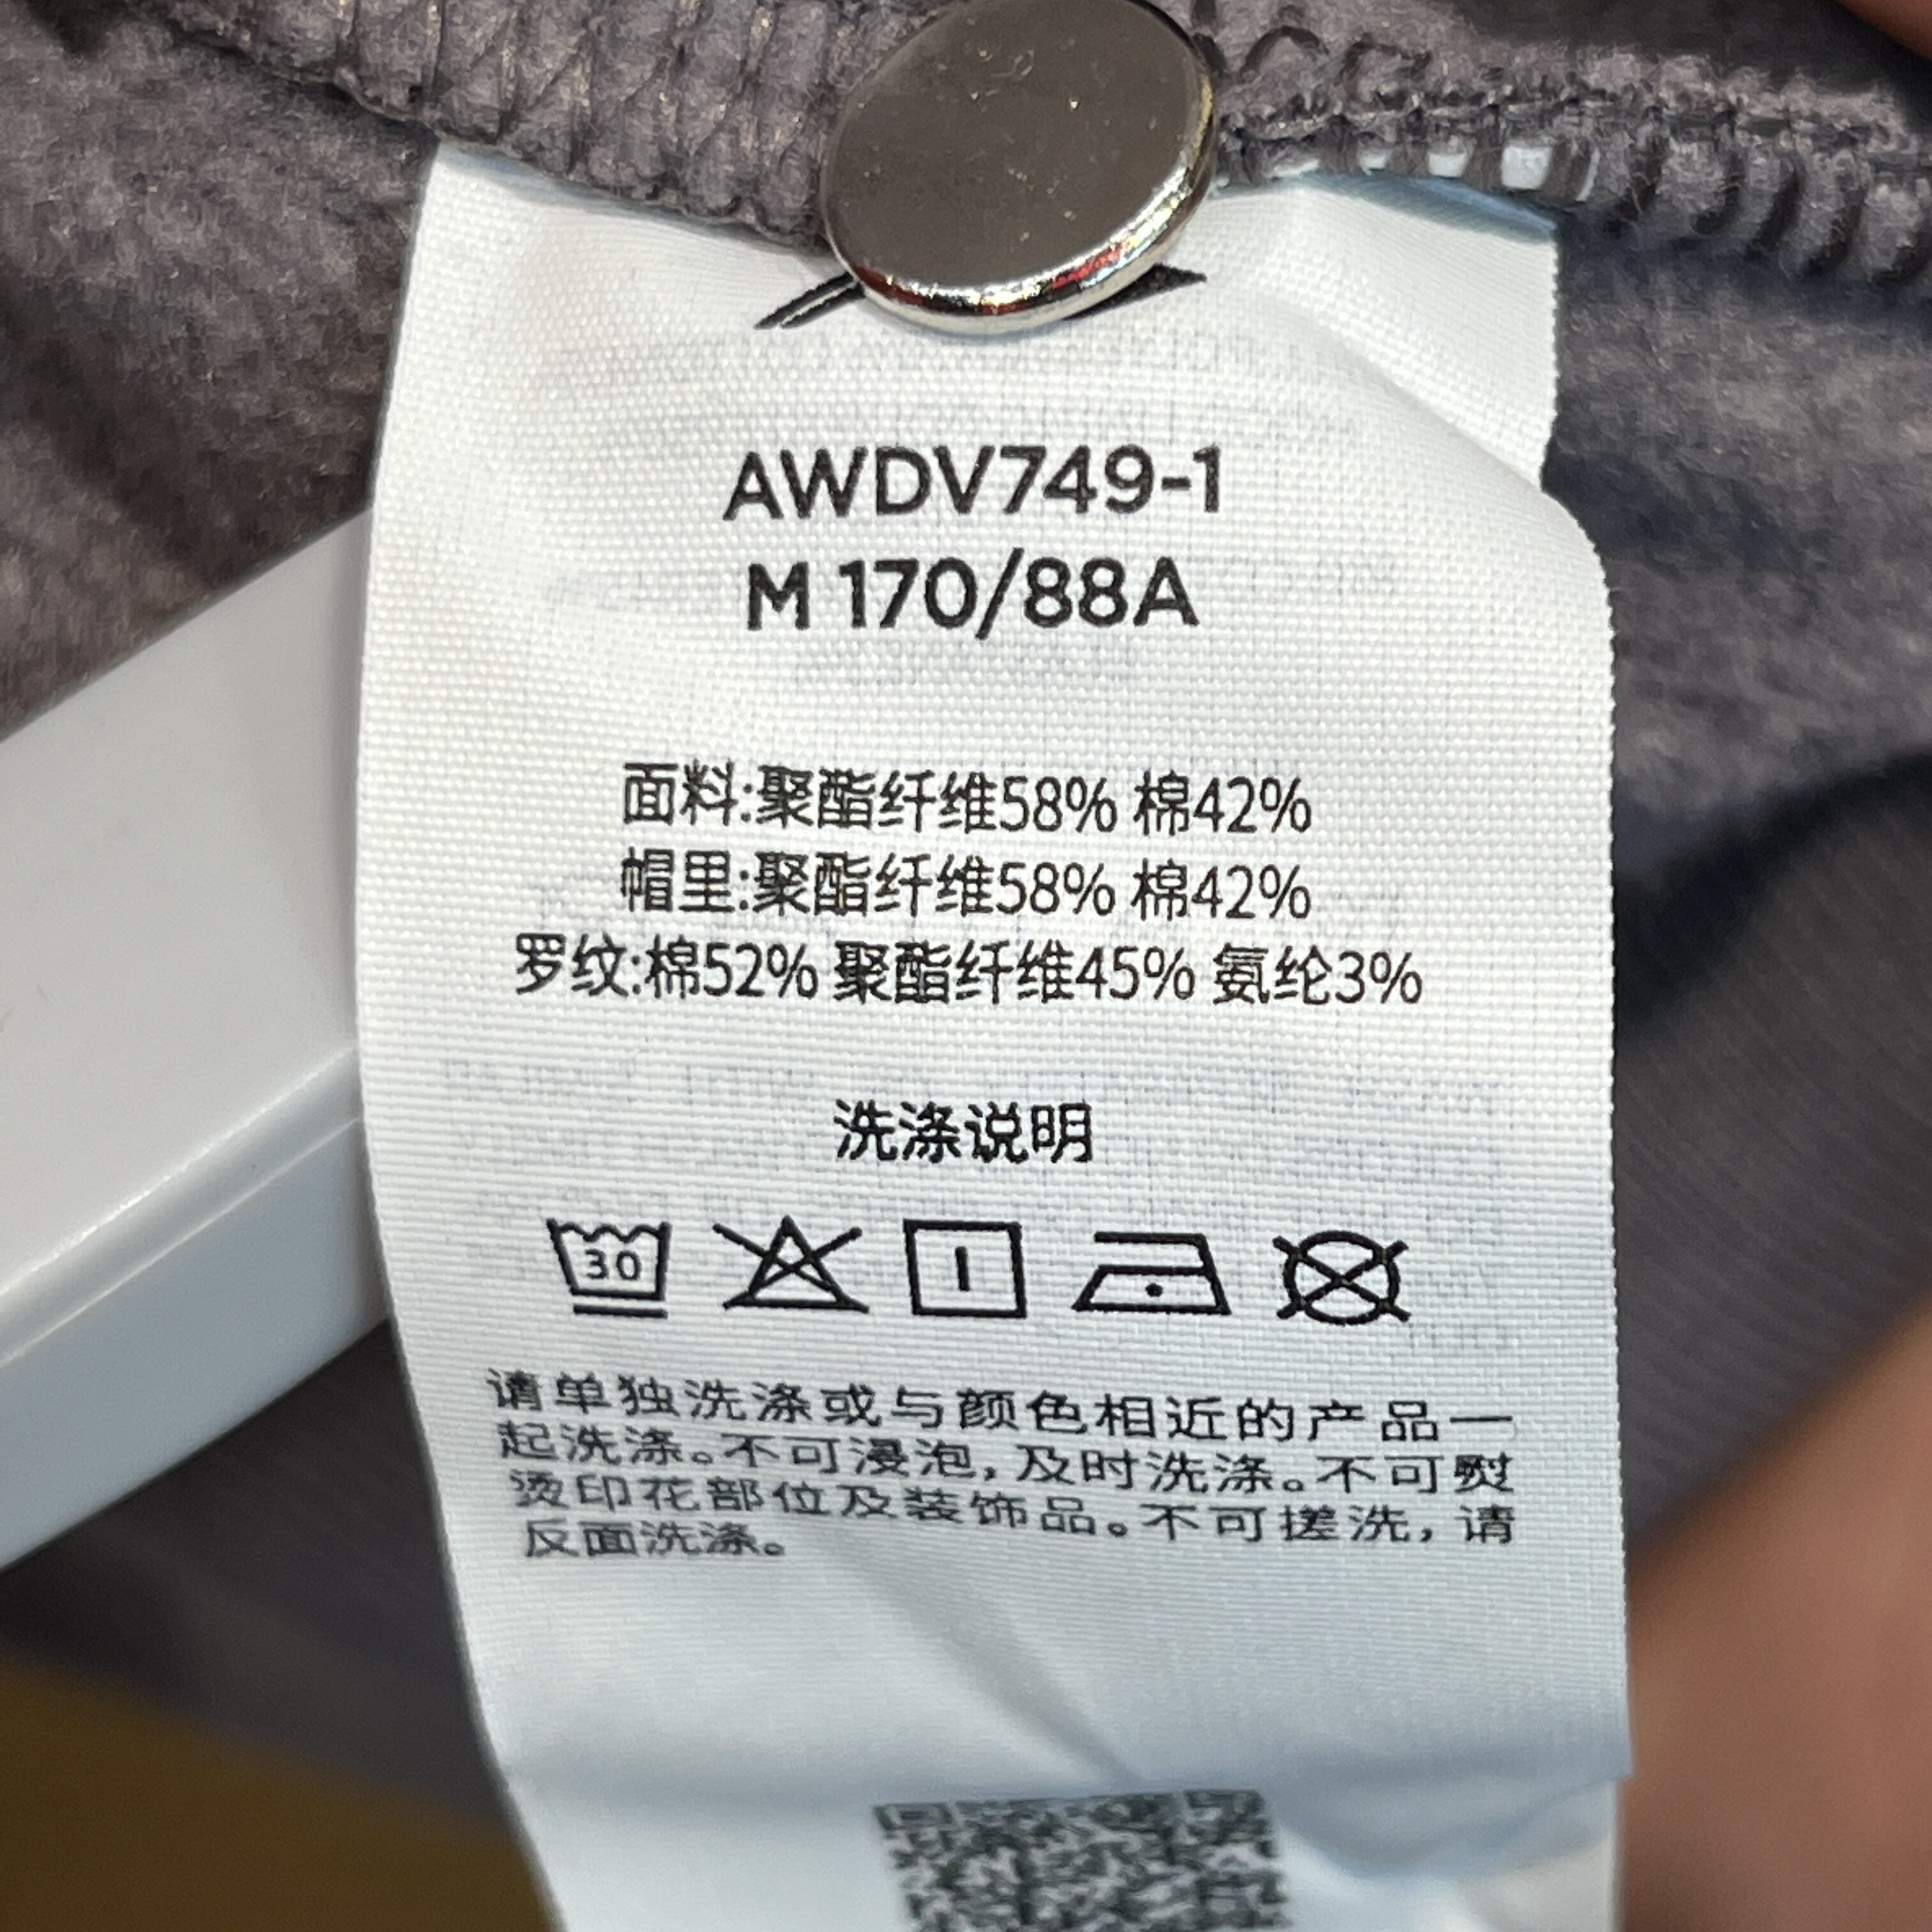 AWDV749-1
M 170/88A
面料:聚酯纤维58% 棉42%
帽里:聚酯纤维58% 棉42%
罗纹:棉52% 聚酯纤维45% 氨纶3%
洗涤说明
30
请单独洗涤或与颜色相近的产品一
起洗涤。不可浸泡,及时洗涤。不可熨
烫印花部位及装饰品。不可搓洗,请
反面洗涤。